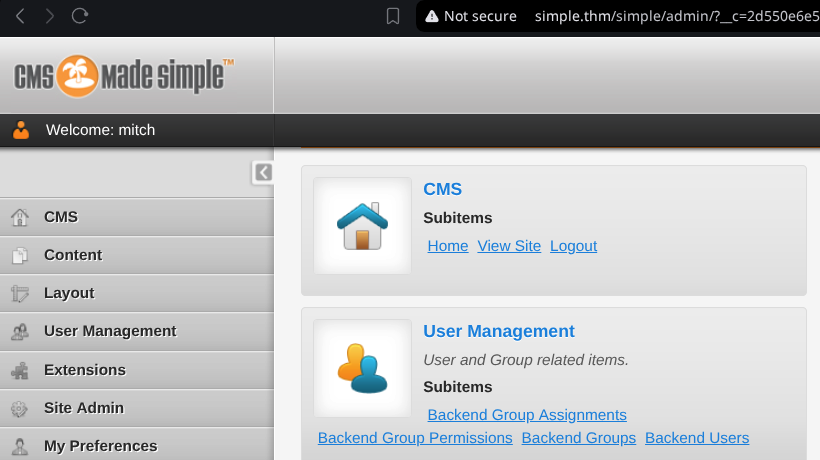 Not secure simple.thm/simple/admin/?__c=2d550e6e5
CMS made simple™
Welcome: mitch
CMS
Content
Layout
User Management
Extensions
Site Admin
My Preferences
CMS
Subitems
Home View Site Logout
User Management
User and Group related items.
Subitems
Backend Group Assignments
Backend Group Permissions Backend Groups Backend Users